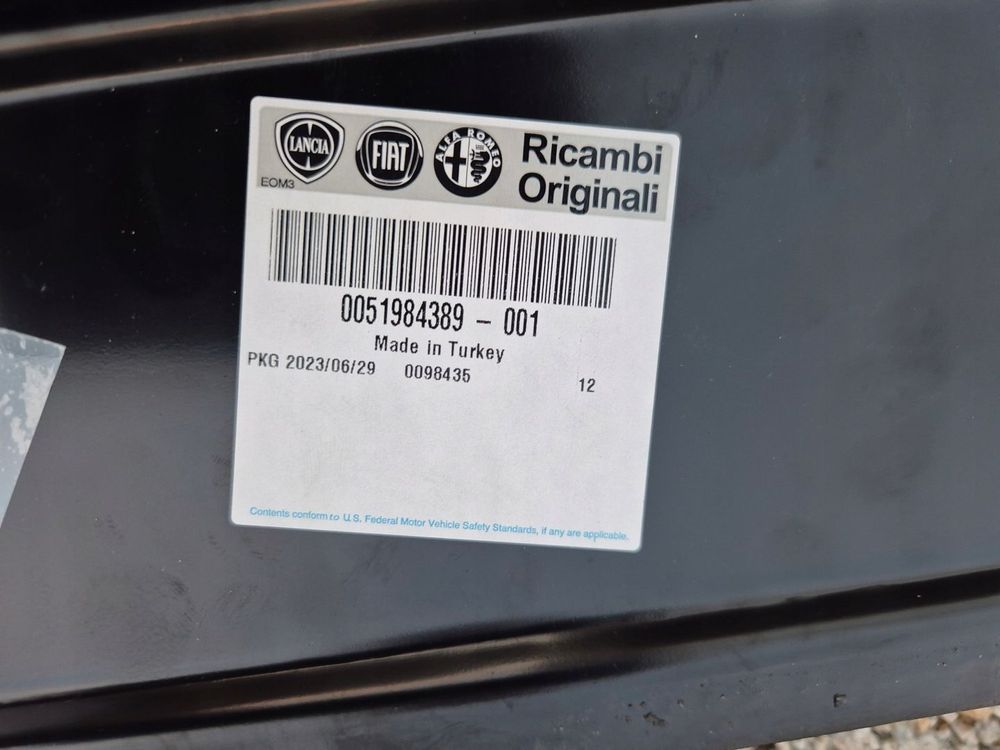 LANCIA
FIAT
ALFA ROMEO
Ricambi
Originali
EOM3
0051984389 - 001
Made in Turkey
PKG 2023/06/29 0098435 12
Contents conform to U.S. Federal Motor Vehicle Safety Standards, if any are applicable.